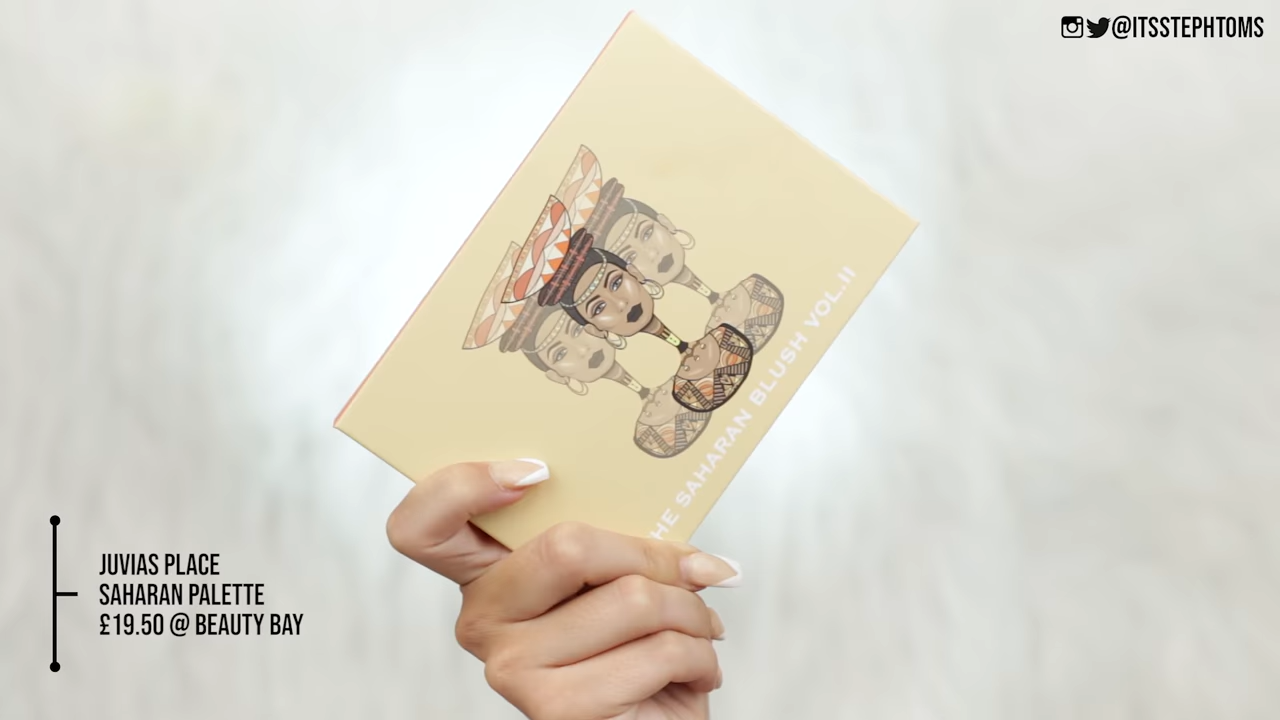 @ITSSTEPHTOMS
HE SAHARAN BLUSH VOL.II
JUVIAS PLACE
SAHARAN PALETTE
£19.50 @ BEAUTY BAY